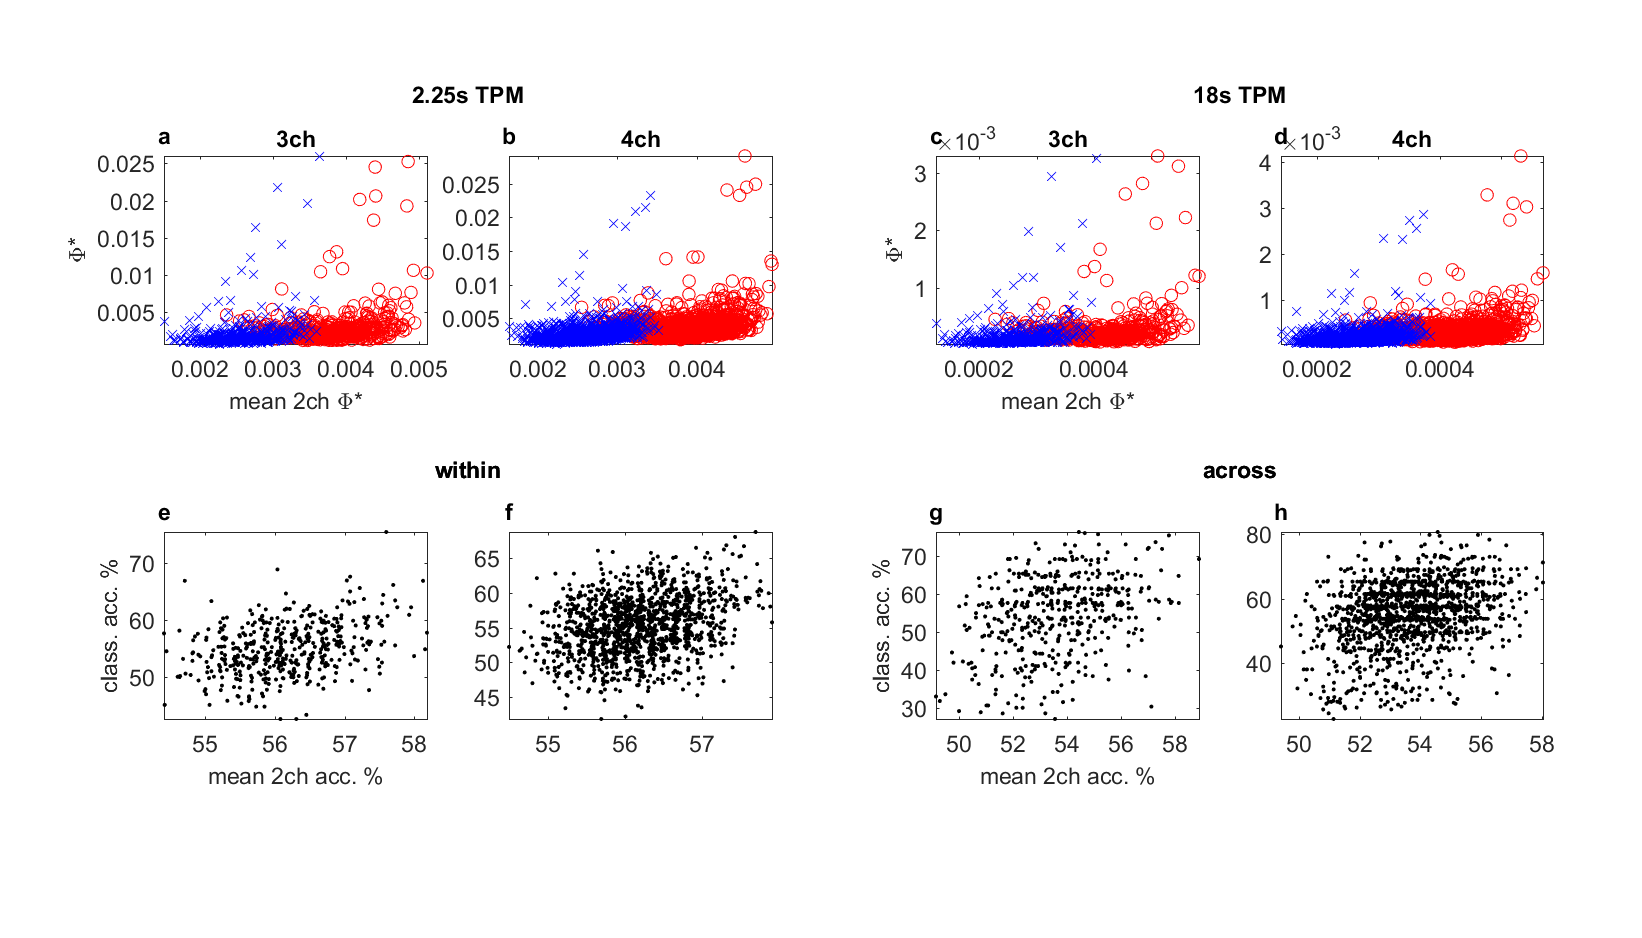 2.25s TPM
18s TPM
a
3ch
b
4ch
c
×10-3
3ch
d
×10-3
4ch
0.025
0.02
0.015
0.01
0.005
Φ*
0.002
0.003
0.004
0.005
mean 2ch Φ*
0.025
0.02
0.015
0.01
0.005
0.002
0.003
0.004
3
2
1
Φ*
0.0002
0.0004
mean 2ch Φ*
4
3
2
1
0.0002
0.0004
within
across
e
f
g
h
70
60
50
class. acc. %
55
56
57
58
mean 2ch acc. %
65
60
55
50
45
55
56
57
70
60
50
40
30
class. acc. %
50
52
54
56
58
mean 2ch acc. %
80
60
40
50
52
54
56
58